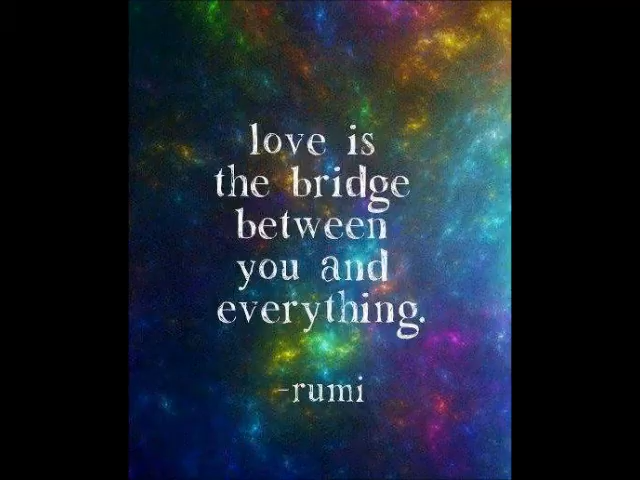 love is
the bridge
between
you and
everything.
-rumi